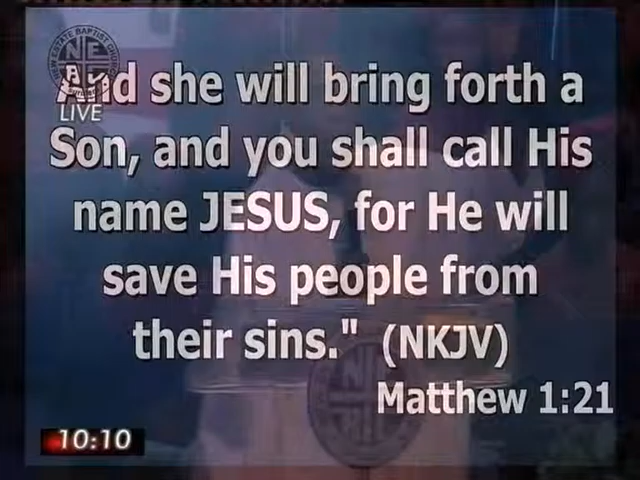 And she will bring forth a
LIVE
Son, and you shall call His
name JESUS, for He will
save His people from
their sins." (NKJV)
Matthew 1:21
10:10